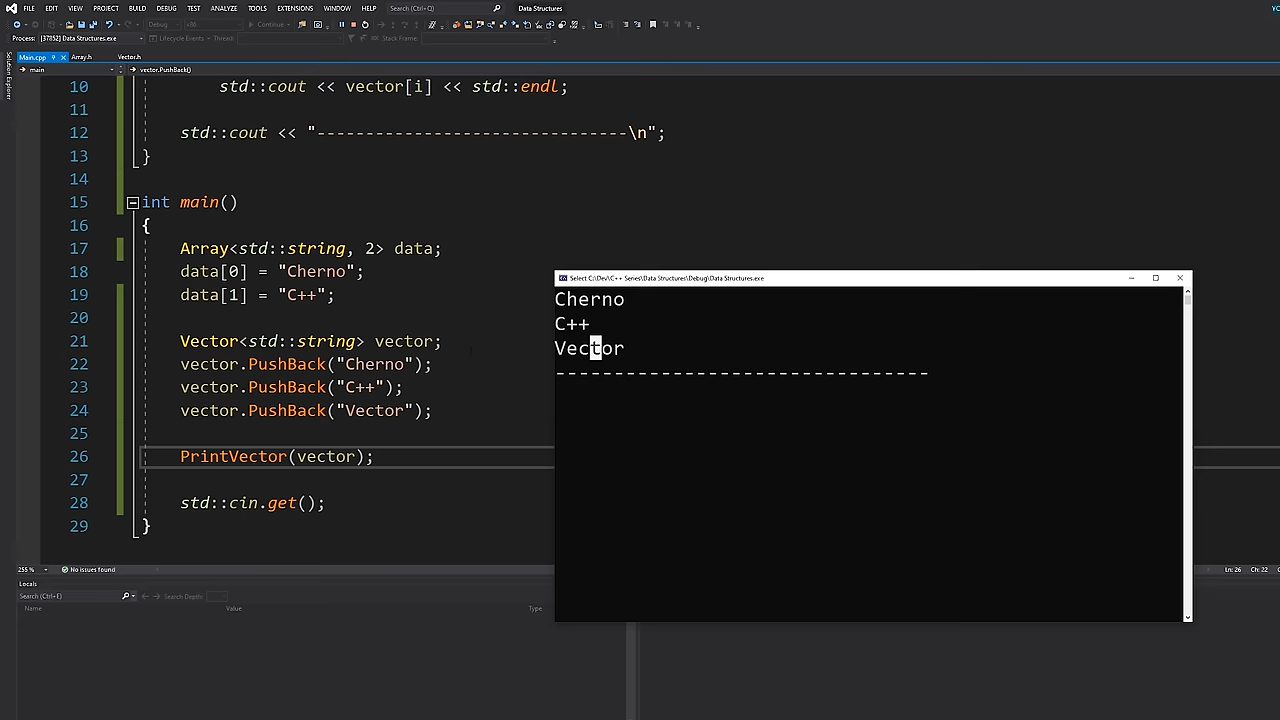 FILE EDIT VIEW PROJECT BUILD DEBUG TEST ANALYZE TOOLS EXTENSIONS WINDOW HELP Search (Ctrl+Q) Data Structures
Debug x86 Continue
Process: [37852] Data Structures.exe Lifecycle Events Thread: Stack Frame:
Main.cpp Array.h Vector.h
main vector.PushBack()
Solution Explorer
10 std::cout << vector[i] << std::endl;
11
12 std::cout << "--------------------------------\n";
13 }
14
15 int main()
16 {
17 Array<std::string, 2> data;
18 data[0] = "Cherno";
19 data[1] = "C++";
20
21 Vector<std::string> vector;
22 vector.PushBack("Cherno");
23 vector.PushBack("C++");
24 vector.PushBack("Vector");
25
26 PrintVector(vector);
27
28 std::cin.get();
29 }
Select C:\Dev\C++ Series\Data Structures\Debug\Data Structures.exe
Cherno
C++
Vector
--------------------------------
255 % No issues found Ln: 26 Ch: 22
Locals
Search (Ctrl+E) Search Depth:
Name Value Type